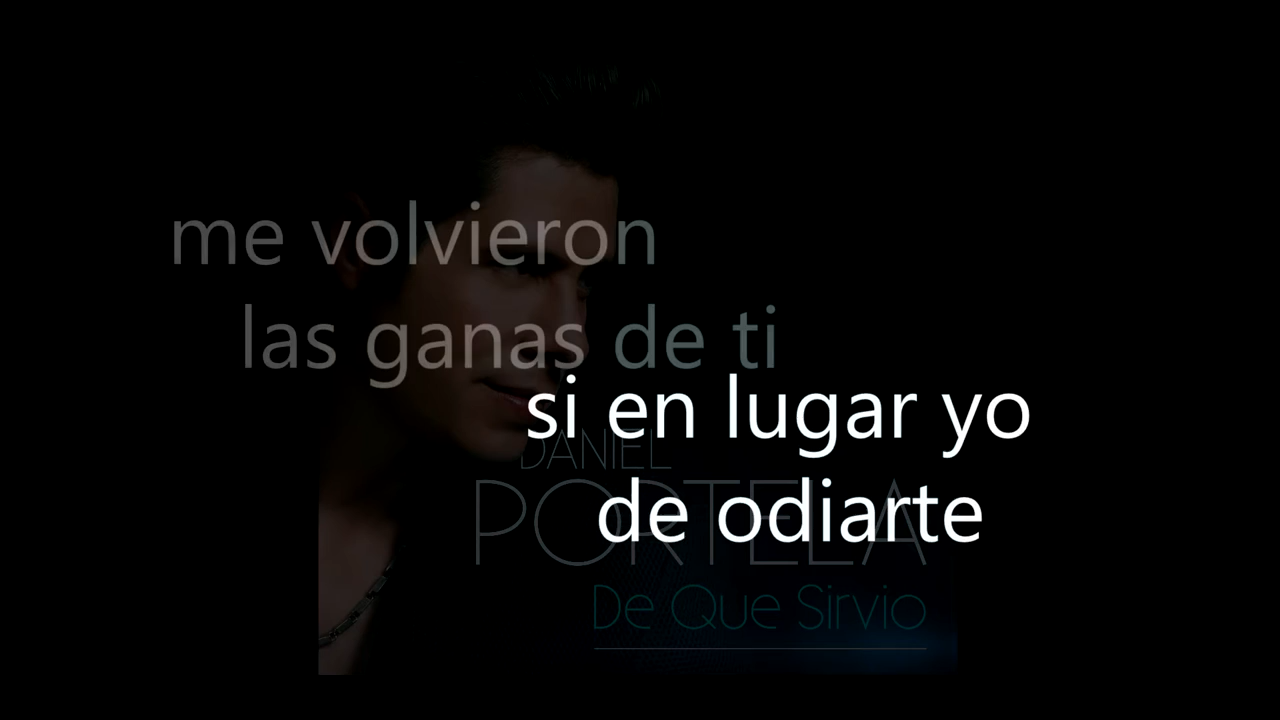 me volvieron
las ganas de ti
si en lugar yo
de odiarte
DANIEL
PORTELA
De Que Sirvio